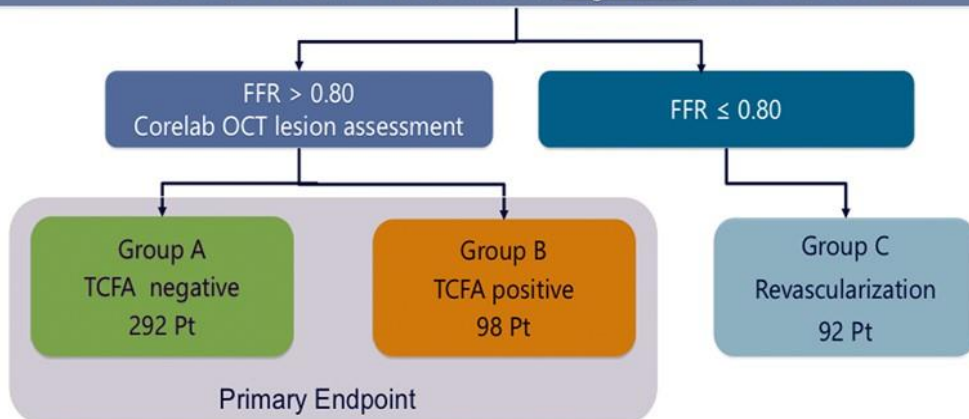 FFR > 0.80
Corelab OCT lesion assessment
FFR ≤ 0.80
Group A
TCFA negative
292 Pt
Group B
TCFA positive
98 Pt
Group C
Revascularization
92 Pt
Primary Endpoint